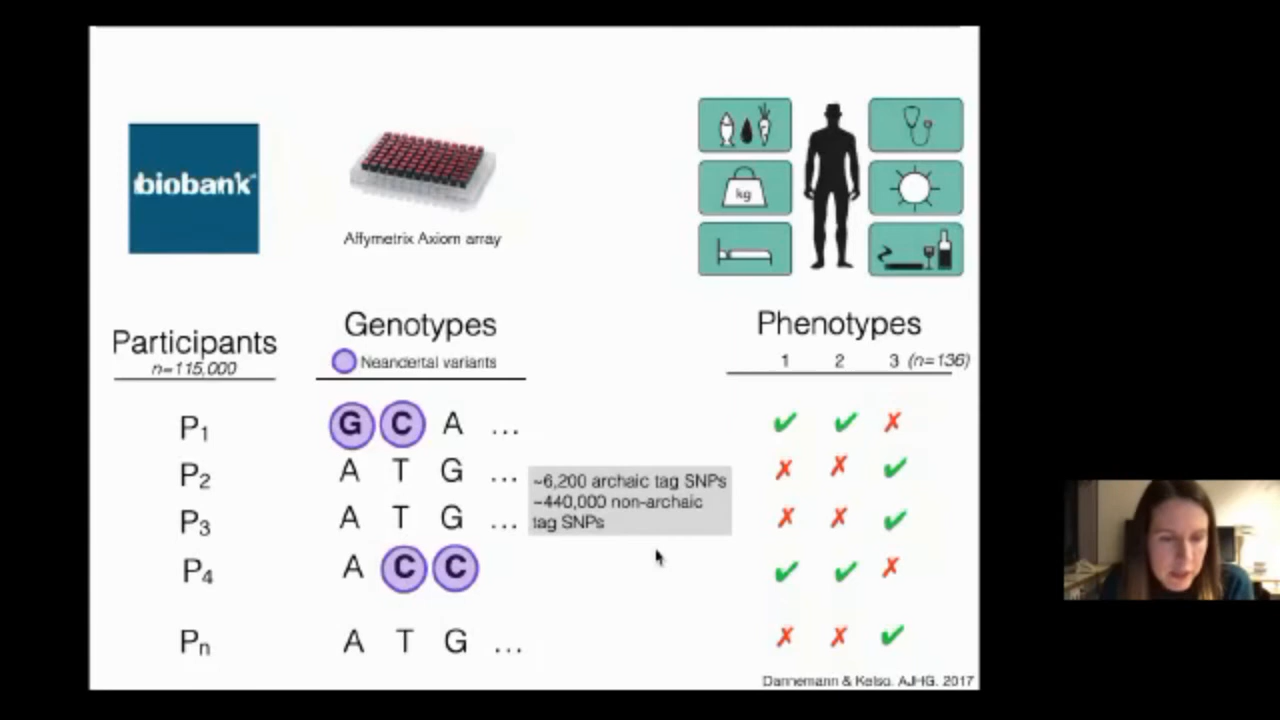 biobank
Affymetrix Axiom array
kg
Participants
n=115,000
Genotypes
Neandertal variants
Phenotypes
1 2 3 (n=136)
P1 G C A ... ✔ ✔ ✗
P2 A T G ... ✗ ✗ ✔
~6,200 archaic tag SNPs
~440,000 non-archaic
tag SNPs
P3 A T G ... ✗ ✗ ✔
P4 A C C ✔ ✔ ✗
Pn A T G ... ✗ ✗ ✔
Dannemann & Kelso. AJHG. 2017